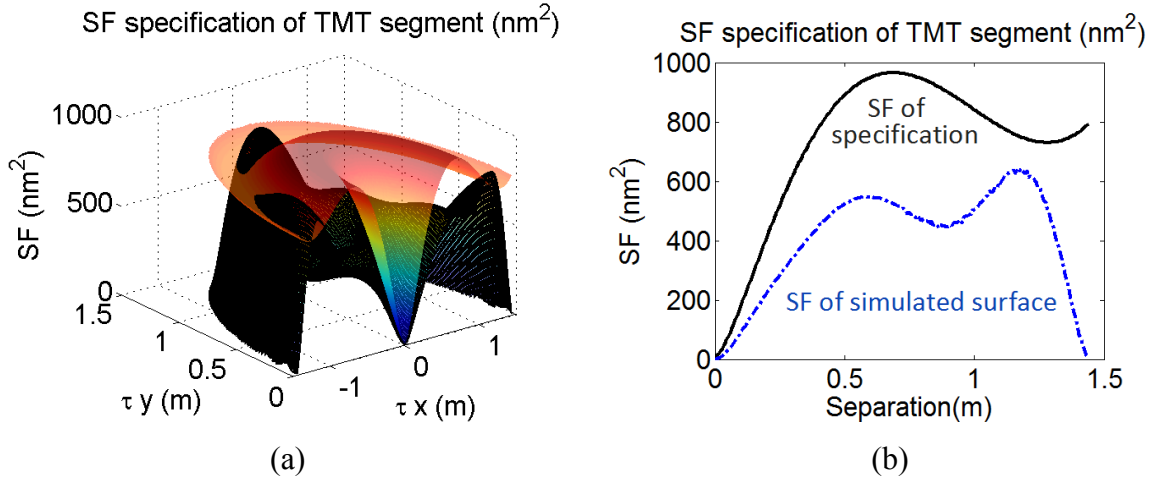 SF specification of TMT segment (nm²)
1000
500
0
SF (nm²)
1.5
1
0.5
0
τ y (m)
-1
0
1
τ x (m)
(a)
SF specification of TMT segment (nm²)
1000
800
600
400
200
0
SF (nm²)
SF of
specification
SF of simulated surface
0
0.5
1
1.5
Separation(m)
(b)